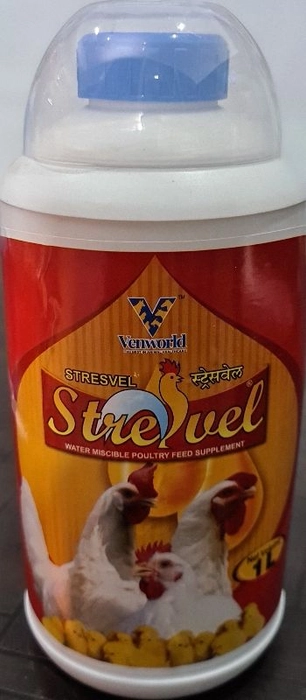 Venworld
STRESVEL स्ट्रेसवेल
Stresvel
WATER MISCIBLE POULTRY FEED SUPPLEMENT
1L